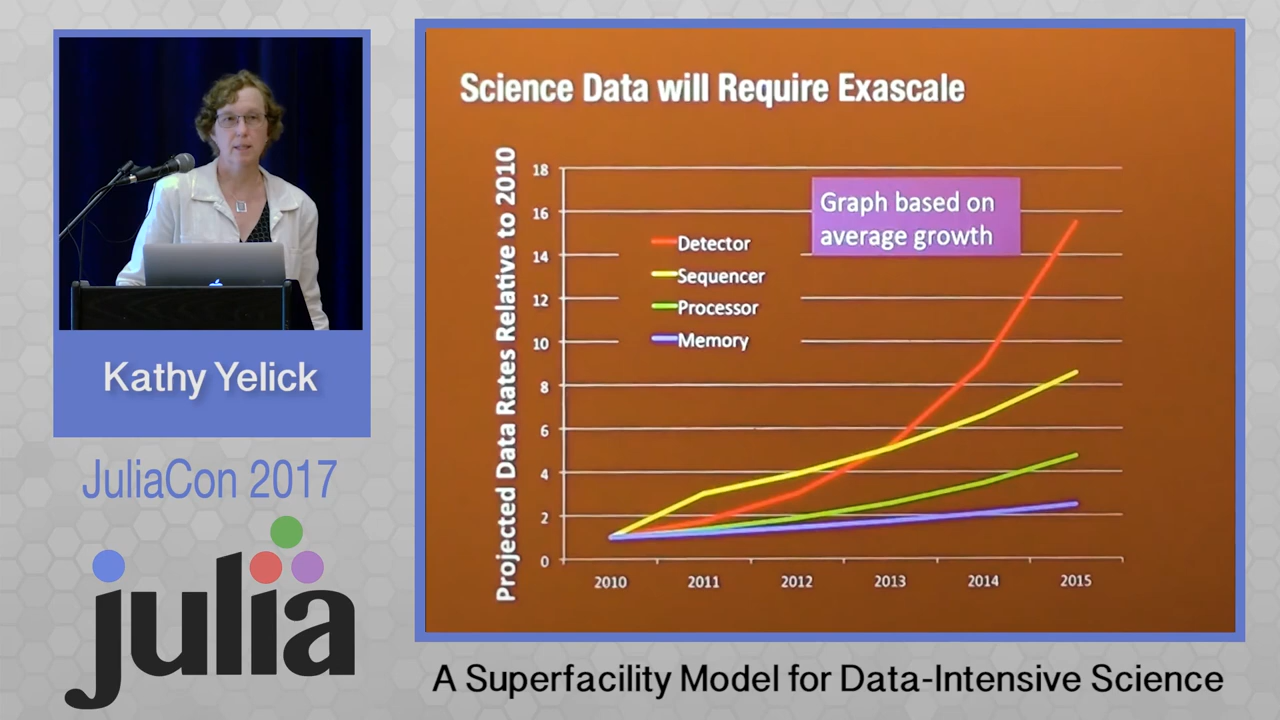 Kathy Yelick
JuliaCon 2017
julia
Science Data will Require Exascale
Projected Data Rates Relative to 2010
18
16
14
12
10
8
6
4
2
0
Graph based on
average growth
Detector
Sequencer
Processor
Memory
2010 2011 2012 2013 2014 2015
A Superfacility Model for Data-Intensive Science